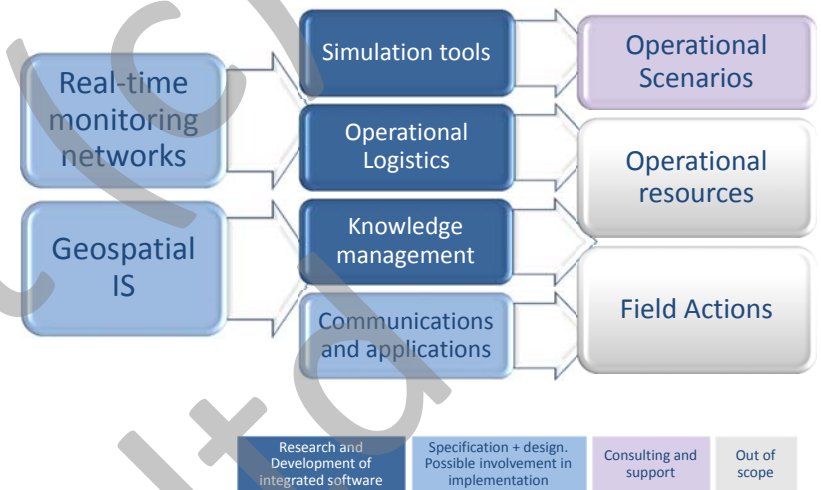 Real-time
monitoring
networks
Geospatial
IS
Simulation tools
Operational
Logistics
Knowledge
management
Communications
and applications
Operational
Scenarios
Operational
resources
Field Actions
Research and
Development of
integrated software
Specification + design.
Possible involvement in
implementation
Consulting and
support
Out of
scope